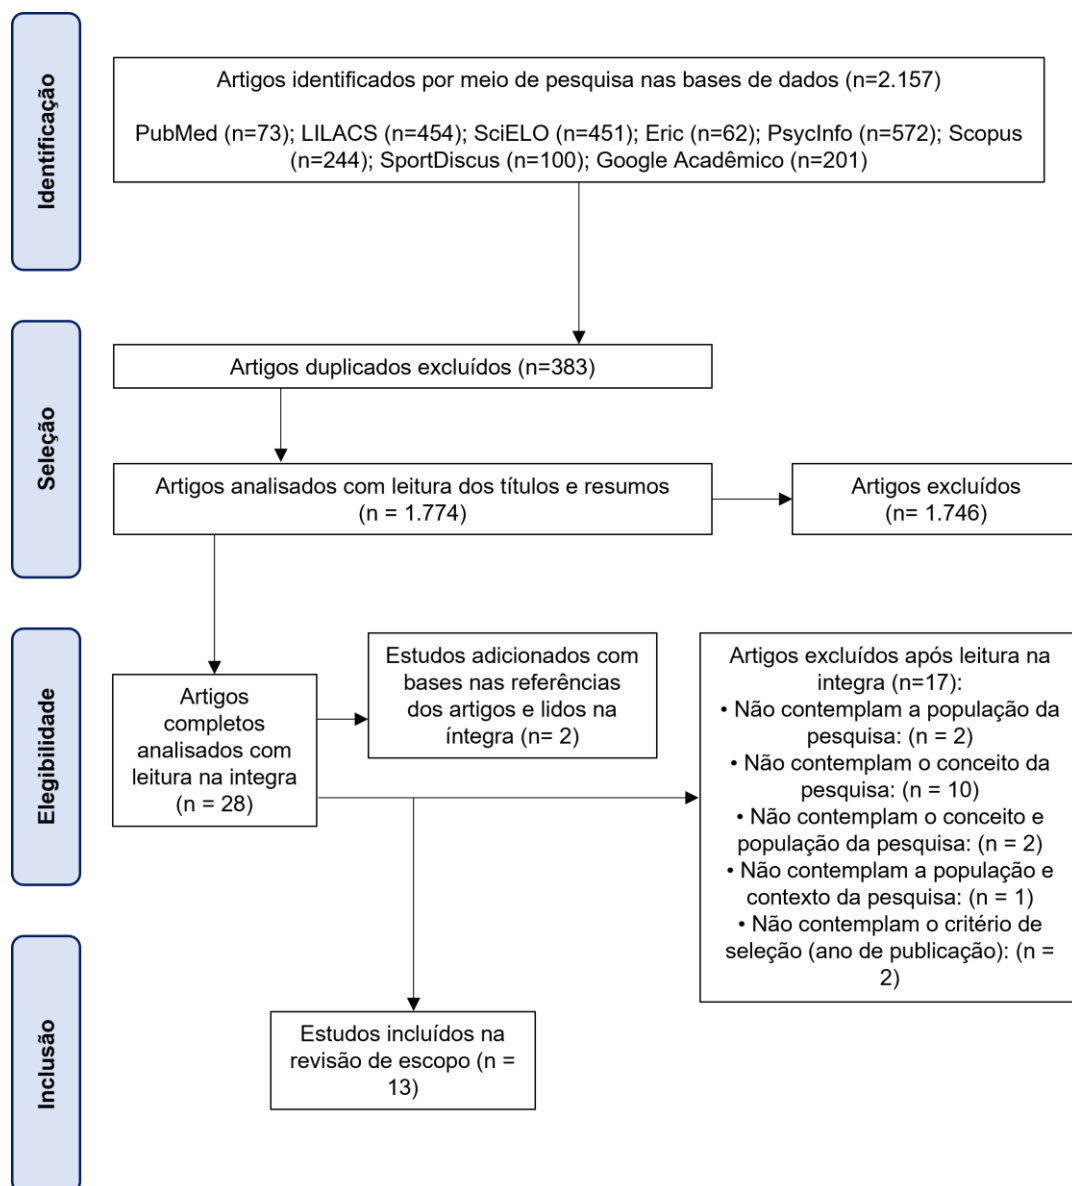 Identificação
Artigos identificados por meio de pesquisa nas bases de dados (n=2.157)
PubMed (n=73); LILACS (n=454); SciELO (n=451); Eric (n=62); PsycInfo (n=572); Scopus
(n=244); SportDiscus (n=100); Google Acadêmico (n=201)
Seleção
Artigos duplicados excluídos (n=383)
Artigos analisados com leitura dos títulos e resumos
(n = 1.774)
Artigos excluídos
(n= 1.746)
Elegibilidade
Artigos
completos
analisados com
leitura na integra
(n = 28)
Estudos adicionados com
bases nas referências
dos artigos e lidos na
íntegra (n= 2)
Artigos excluídos após leitura na
integra (n=17):
• Não contemplam a população da
pesquisa: (n = 2)
• Não contemplam o conceito da
pesquisa: (n = 10)
• Não contemplam o conceito e
população da pesquisa: (n = 2)
• Não contemplam a população e
contexto da pesquisa: (n = 1)
• Não contemplam o critério de
seleção (ano de publicação): (n =
2)
Inclusão
Estudos incluídos na
revisão de escopo (n =
13)